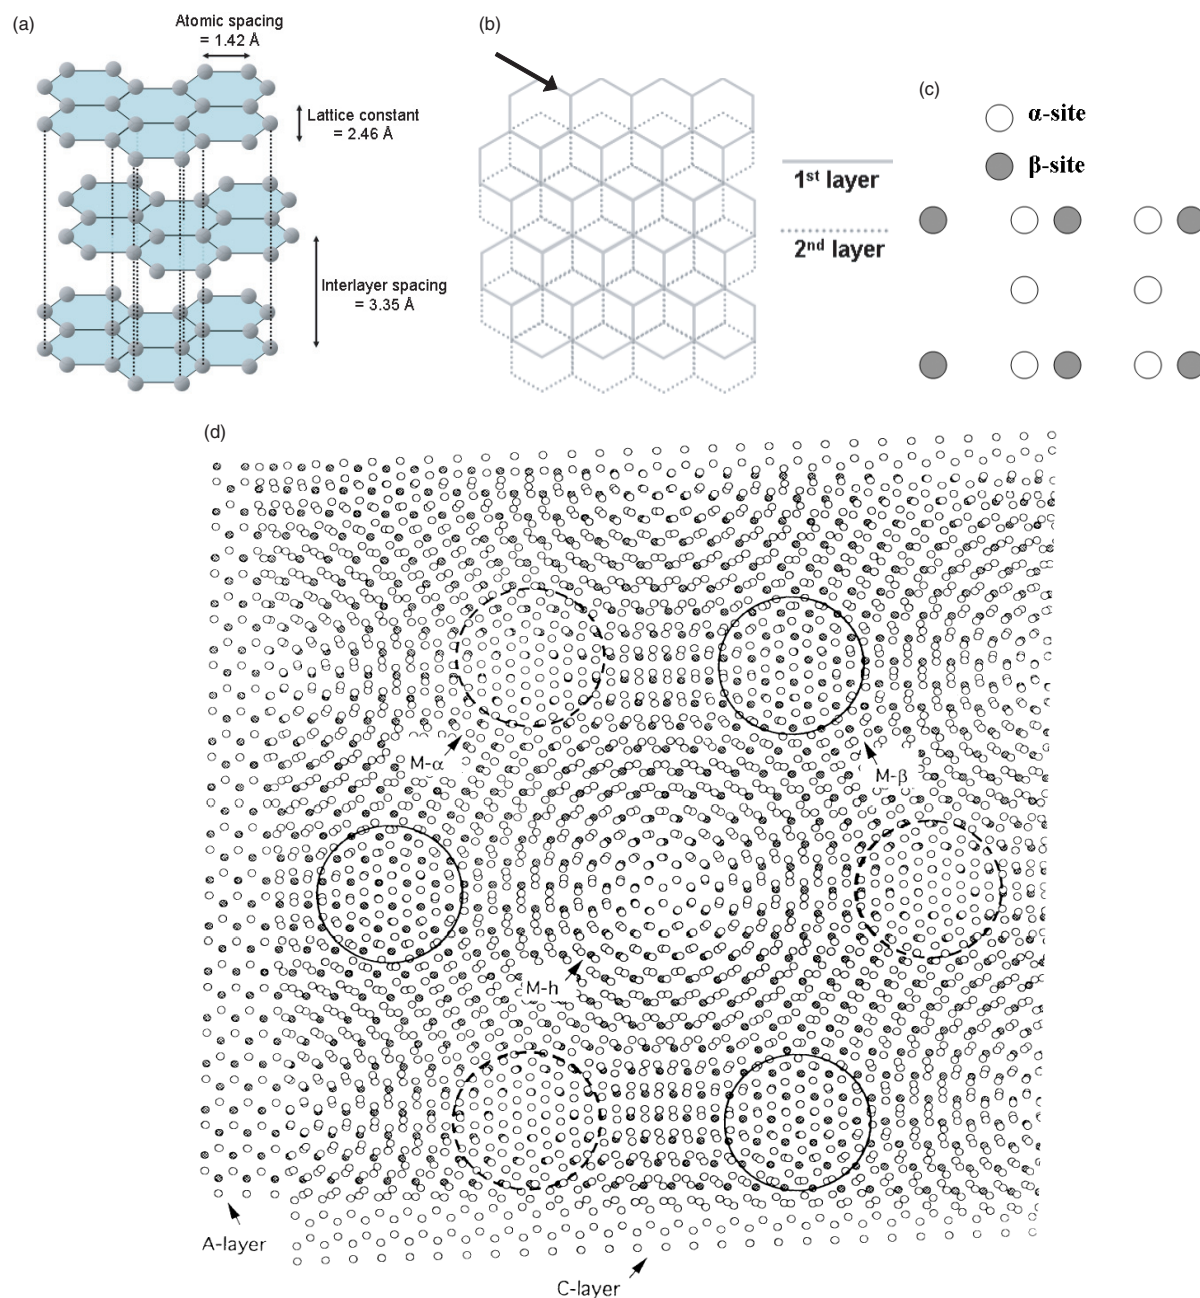 (a)
Atomic spacing
= 1.42 Å
Lattice constant
= 2.46 Å
Interlayer spacing
= 3.35 Å
(b)
1st layer
2nd layer
(c)
α-site
β-site
(d)
M-α
M-β
M-h
A-layer
C-layer